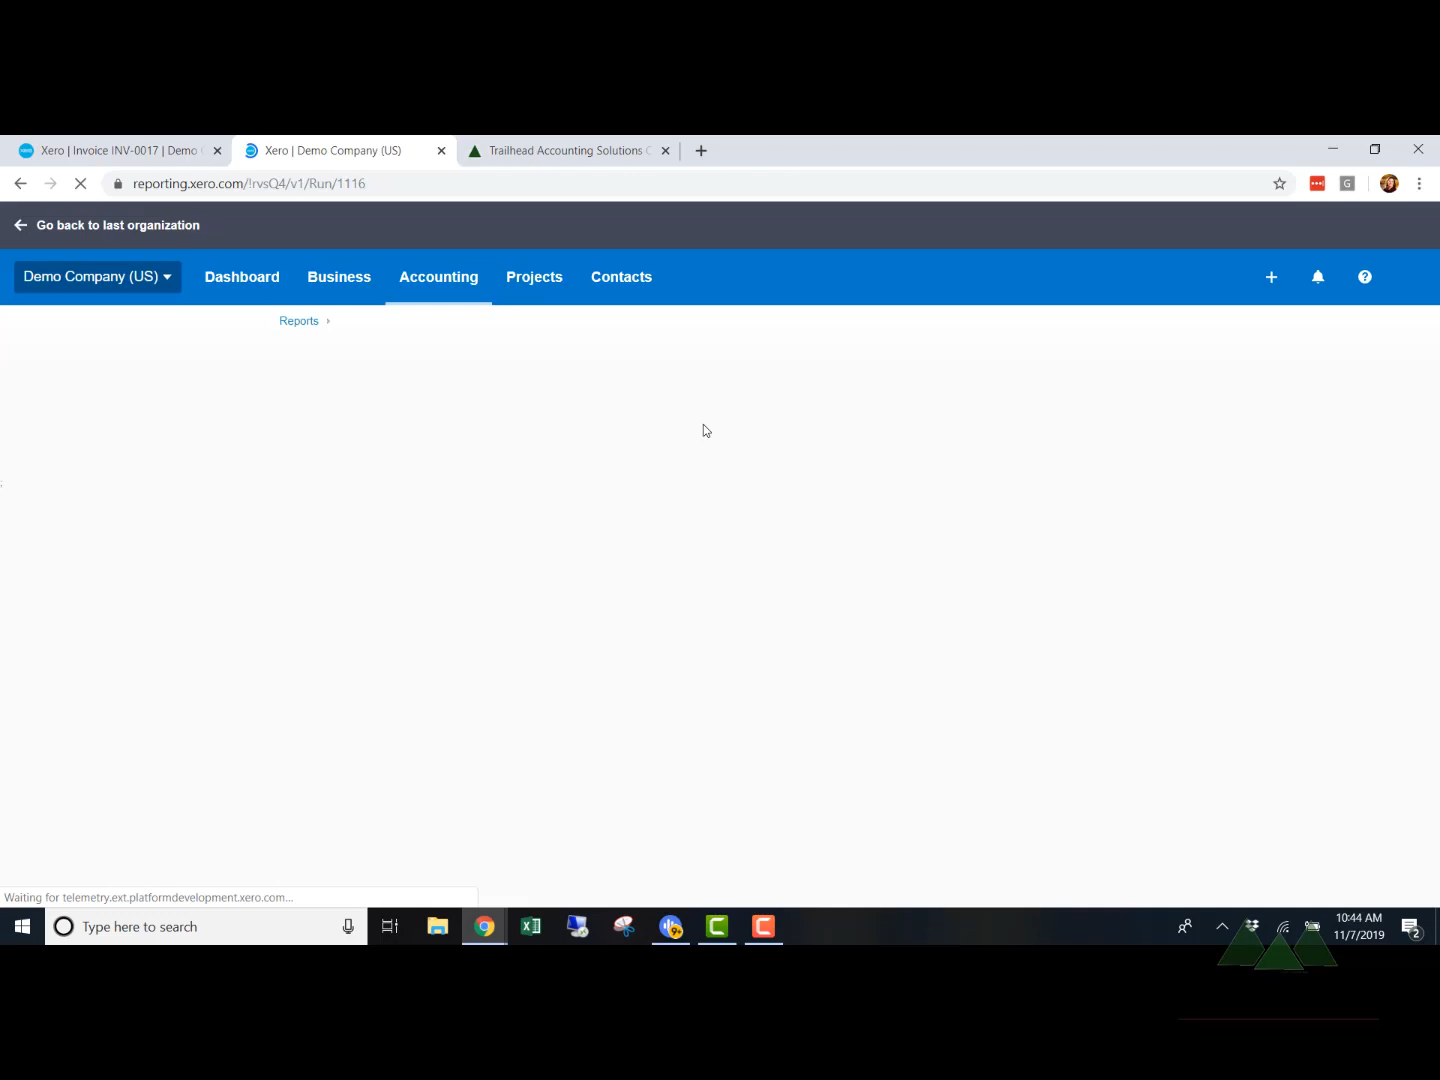 Xero | Invoice INV-0017 | Demo
Xero | Demo Company (US)
Trailhead Accounting Solutions C
reporting.xero.com/!rvsQ4/v1/Run/1116
G
Go back to last organization
Demo Company (US)
Dashboard
Business
Accounting
Projects
Contacts
Reports
;
Waiting for telemetry.ext.platformdevelopment.xero.com...
Type here to search
9+
10:44 AM
11/7/2019
2